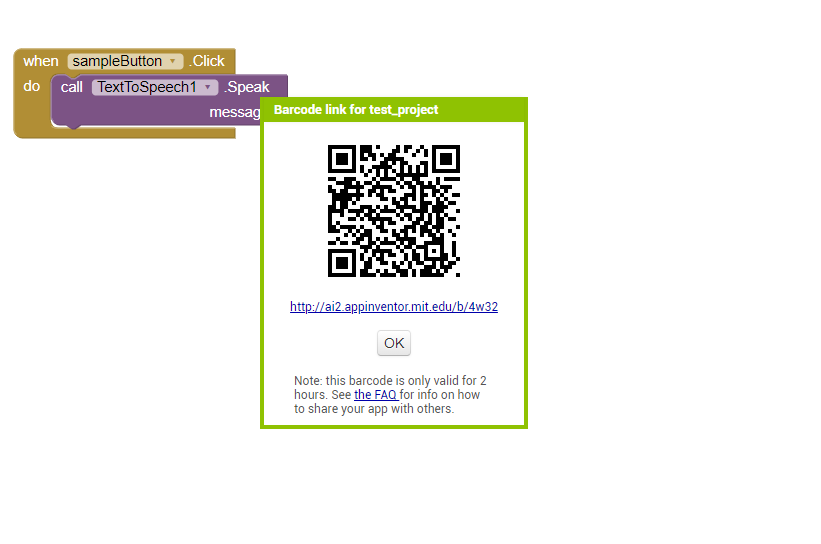 when sampleButton .Click
do call TextToSpeech1 .Speak
messag
Barcode link for test_project
http://ai2.appinventor.mit.edu/b/4w32
OK
Note: this barcode is only valid for 2
hours. See the FAQ for info on how
to share your app with others.